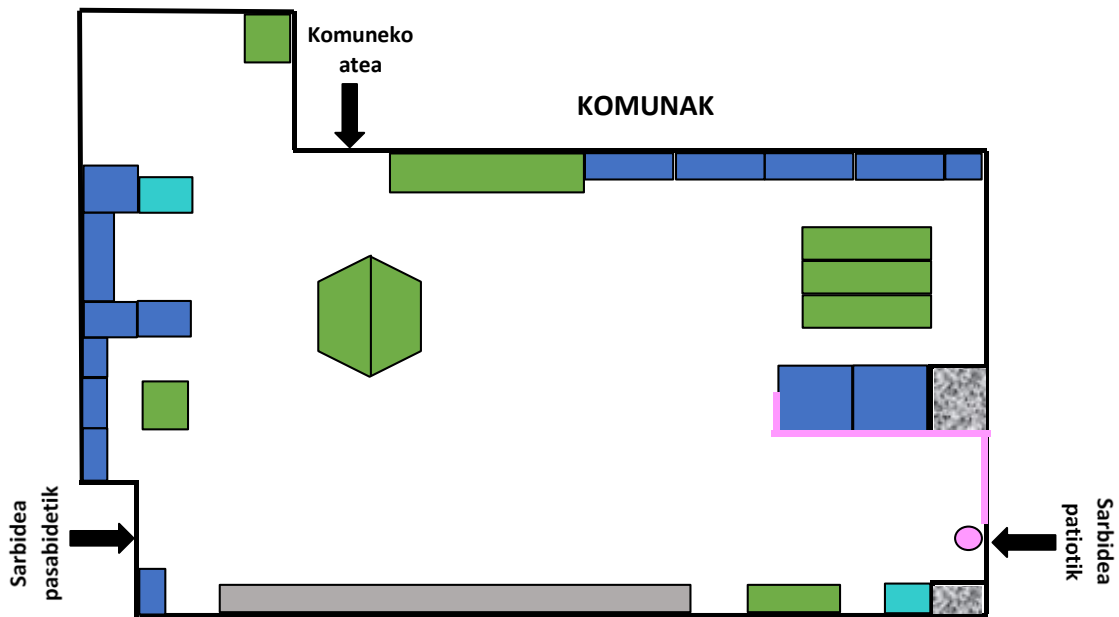 Komuneko
atea
KOMUNAK
Sarbidea
pasabidetik
Sarbidea
patiotik